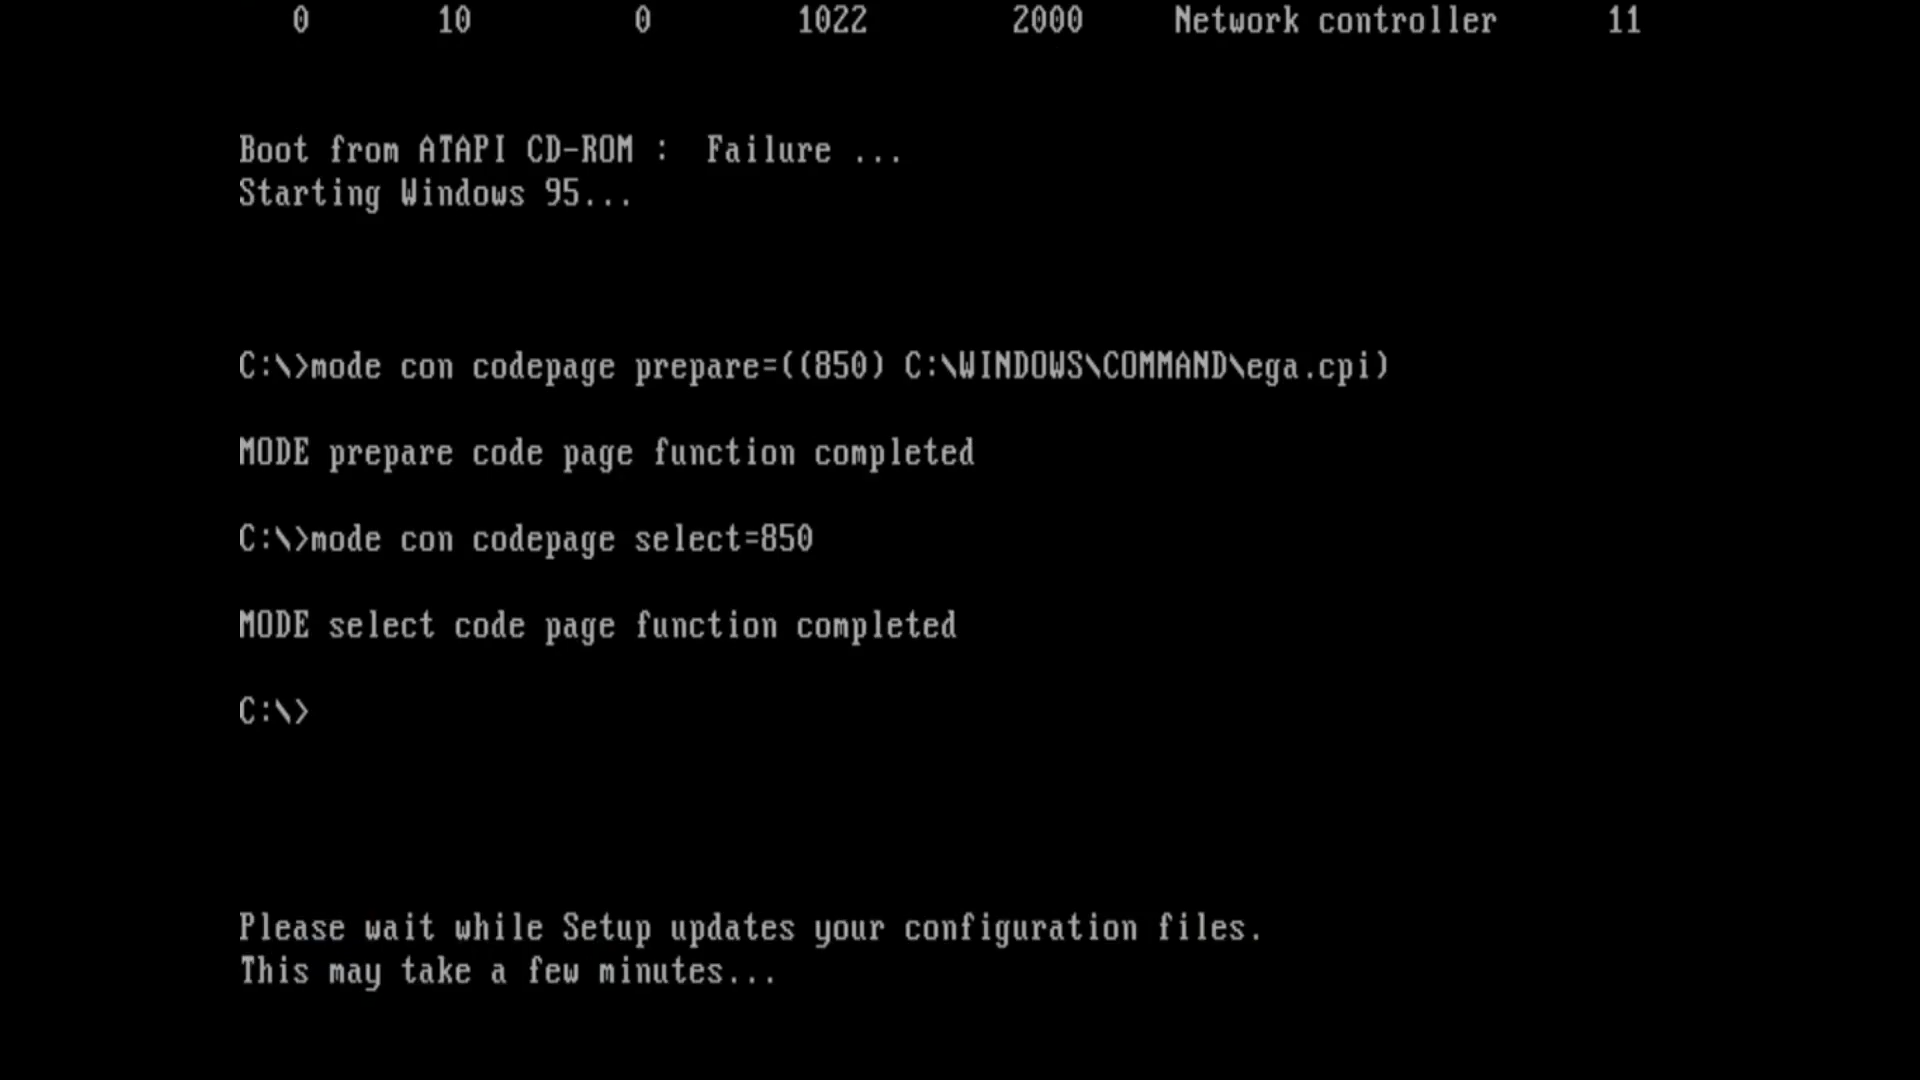 0 10 0 1022 2000 Network controller 11
Boot from ATAPI CD-ROM : Failure ...
Starting Windows 95...
C:\>mode con codepage prepare=((850) C:\WINDOWS\COMMAND\ega.cpi)
MODE prepare code page function completed
C:\>mode con codepage select=850
MODE select code page function completed
C:\>
Please wait while Setup updates your configuration files.
This may take a few minutes...